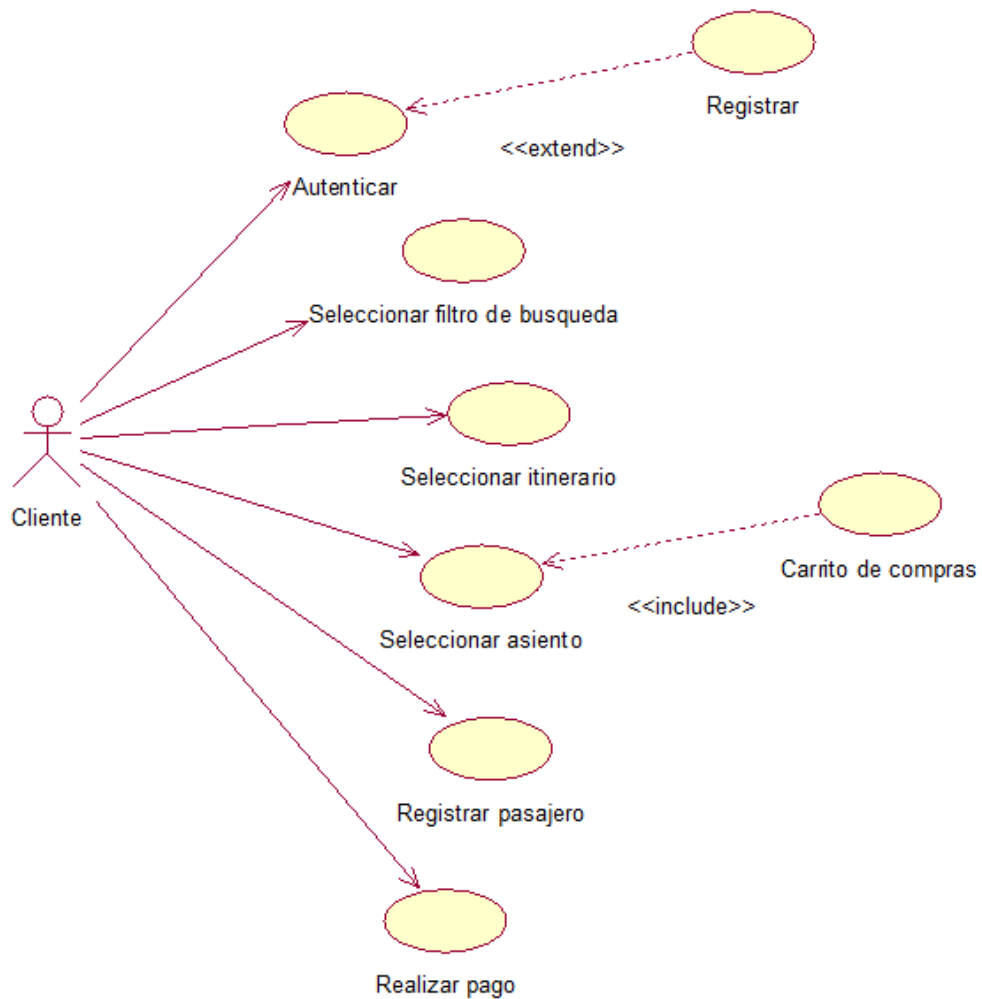 Registrar
<<extend>>
Autenticar
Seleccionar filtro de busqueda
Seleccionar itinerario
Cliente
Carrito de compras
<<include>>
Seleccionar asiento
Registrar pasajero
Realizar pago